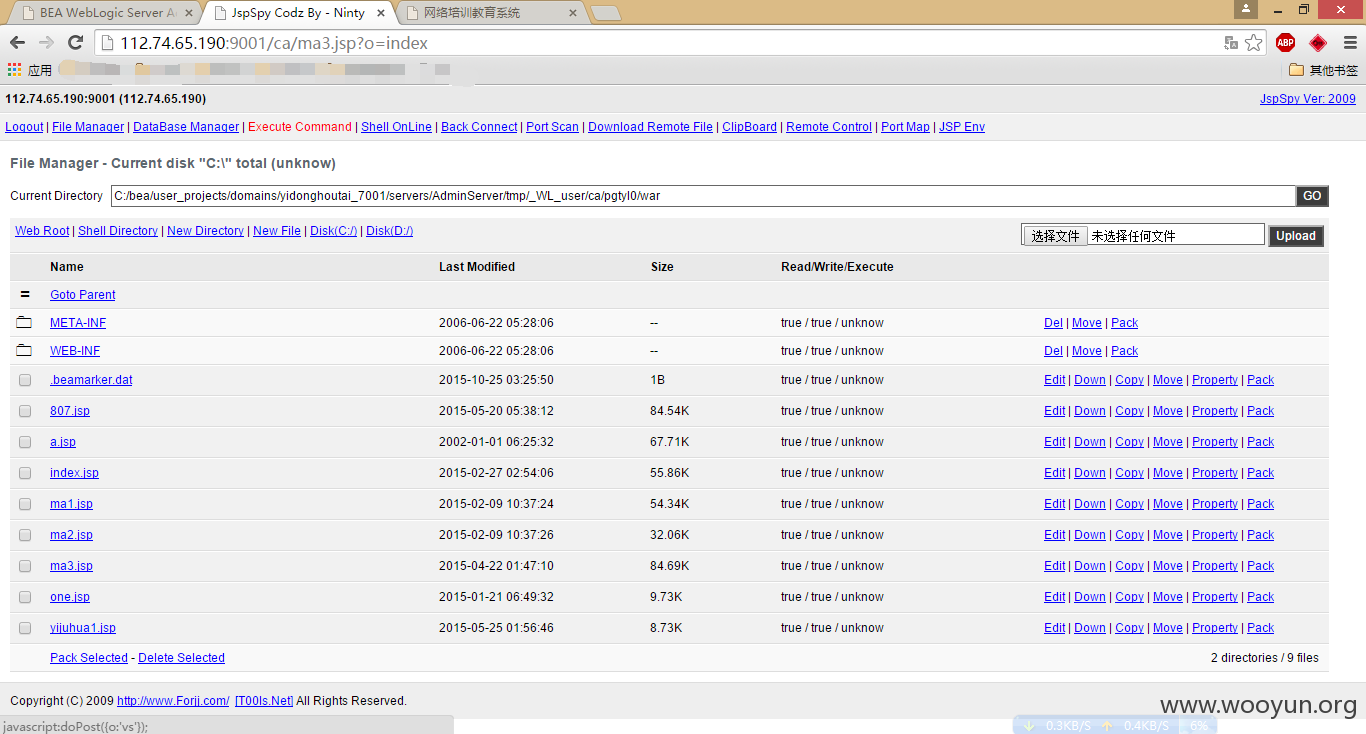 BEA WebLogic Server A
JspSpy Codz By - Ninty
网络培训教育系统
112.74.65.190:9001/ca/ma3.jsp?o=index
ABP
应用
其他书签
112.74.65.190:9001 (112.74.65.190) JspSpy Ver: 2009
Logout | File Manager | DataBase Manager | Execute Command | Shell OnLine | Back Connect | Port Scan | Download Remote File | ClipBoard | Remote Control | Port Map | JSP Env
File Manager - Current disk "C:\" total (unknow)
Current Directory C:/bea/user_projects/domains/yidonghoutai_7001/servers/AdminServer/tmp/_WL_user/ca/pgtyl0/war GO
Web Root | Shell Directory | New Directory | New File | Disk(C:/) | Disk(D:/) 选择文件 未选择任何文件 Upload
Name Last Modified Size Read/Write/Execute
= Goto Parent
META-INF 2006-06-22 05:28:06 -- true / true / unknow Del | Move | Pack
WEB-INF 2006-06-22 05:28:06 -- true / true / unknow Del | Move | Pack
.beamarker.dat 2015-10-25 03:25:50 1B true / true / unknow Edit | Down | Copy | Move | Property | Pack
807.jsp 2015-05-20 05:38:12 84.54K true / true / unknow Edit | Down | Copy | Move | Property | Pack
a.jsp 2002-01-01 06:25:32 67.71K true / true / unknow Edit | Down | Copy | Move | Property | Pack
index.jsp 2015-02-27 02:54:06 55.86K true / true / unknow Edit | Down | Copy | Move | Property | Pack
ma1.jsp 2015-02-09 10:37:24 54.34K true / true / unknow Edit | Down | Copy | Move | Property | Pack
ma2.jsp 2015-02-09 10:37:26 32.06K true / true / unknow Edit | Down | Copy | Move | Property | Pack
ma3.jsp 2015-04-22 01:47:10 84.69K true / true / unknow Edit | Down | Copy | Move | Property | Pack
one.jsp 2015-01-21 06:49:32 9.73K true / true / unknow Edit | Down | Copy | Move | Property | Pack
yijuhua1.jsp 2015-05-25 01:56:46 8.73K true / true / unknow Edit | Down | Copy | Move | Property | Pack
Pack Selected - Delete Selected 2 directories / 9 files
Copyright (C) 2009 http://www.Forjj.com/ [T00ls.Net] All Rights Reserved.
www.wooyun.org
javascript:doPost({o:'vs'});
0.3KB/S 0.4KB/S 6%